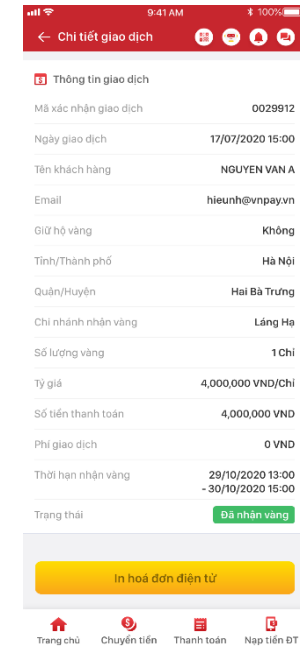 9:41 AM
100%
Chi tiết giao dịch
Thông tin giao dịch
Mã xác nhận giao dịch 0029912
Ngày giao dịch 17/07/2020 15:00
Tên khách hàng NGUYEN VAN A
Email hieunh@vnpay.vn
Giữ hộ vàng Không
Tỉnh/Thành phố Hà Nội
Quận/Huyện Hai Bà Trưng
Chi nhánh nhận vàng Láng Hạ
Số lượng vàng 1 Chỉ
Tỷ giá 4,000,000 VND/Chỉ
Số tiền thanh toán 4,000,000 VND
Phí giao dịch 0 VND
Thời hạn nhận vàng 29/10/2020 13:00
- 30/10/2020 15:00
Trạng thái Đã nhận vàng
In hoá đơn điện tử
Trang chủ Chuyển tiền Thanh toán Nạp tiền ĐT